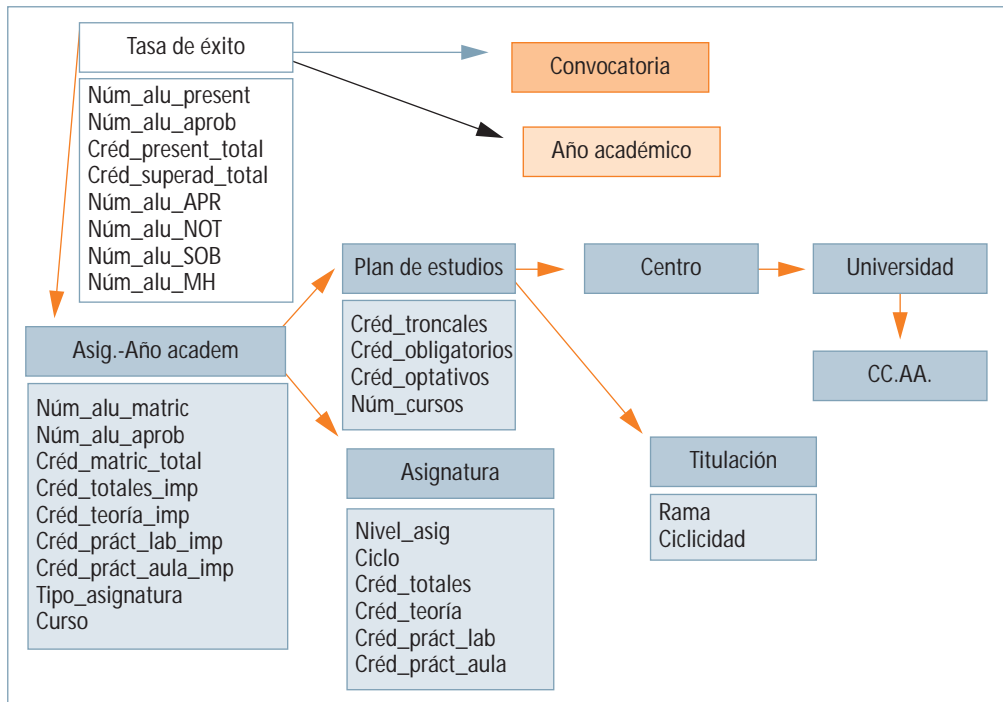 Tasa de éxito
Convocatoria
Año académico
Núm_alu_present
Núm_alu_aprob
Créd_present_total
Créd_superad_total
Núm_alu_APR
Núm_alu_NOT
Núm_alu_SOB
Núm_alu_MH
Plan de estudios
Centro
Universidad
CC.AA.
Créd_troncales
Créd_obligatorios
Créd_optativos
Núm_cursos
Asig.-Año academ
Núm_alu_matric
Núm_alu_aprob
Créd_matric_total
Créd_totales_imp
Créd_teoría_imp
Créd_práct_lab_imp
Créd_práct_aula_imp
Tipo_asignatura
Curso
Asignatura
Nivel_asig
Ciclo
Créd_totales
Créd_teoría
Créd_práct_lab
Créd_práct_aula
Titulación
Rama
Ciclicidad